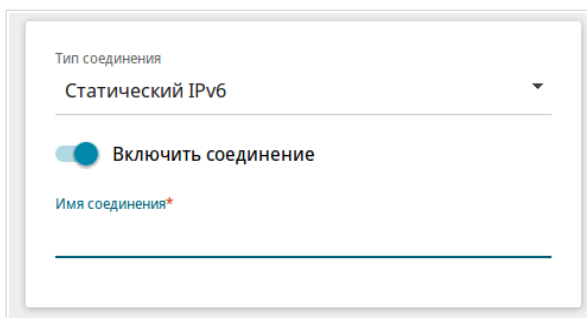 Тип соединения
Статический IPv6
Включить соединение
Имя соединения*